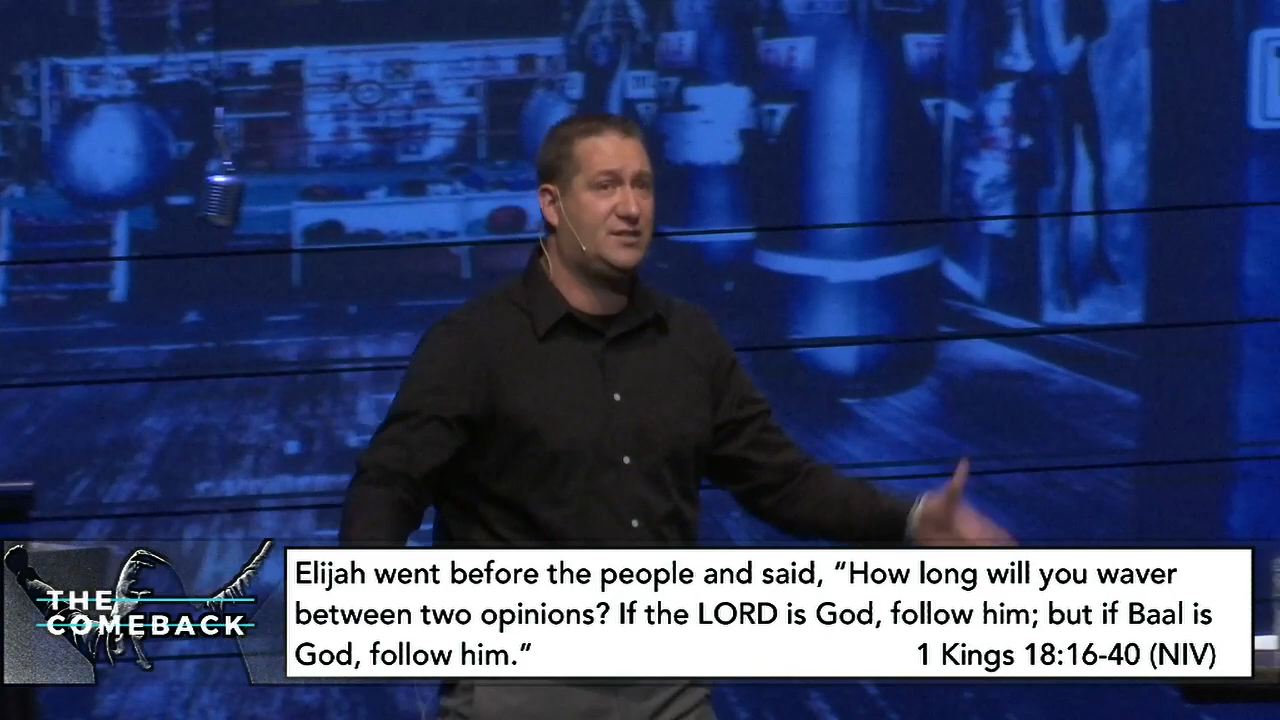 THE
COMEBACK
Elijah went before the people and said, “How long will you waver
between two opinions? If the LORD is God, follow him; but if Baal is
God, follow him.”
1 Kings 18:16-40 (NIV)